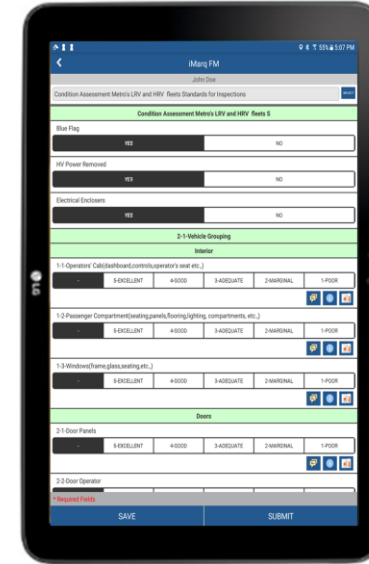 55% 5:07 PM
iMarq FM
John Doe
Condition Assessment Metro's LRV and HRV fleets Standards for Inspections
Condition Assessment Metro's LRV and HRV fleets S
Blue Flag
YES NO
HV Power Removed
YES NO
Electrical Enclosers
YES NO
2-1-Vehicle Grouping
Interior
1-1-Operators' Cab(dashboard,controls,operator's seat etc.,)
- 5-EXCELLENT 4-GOOD 3-ADEQUATE 2-MARGINAL 1-POOR
1-2-Passenger Compartment(seating,panels,flooring,lighting, compartments, etc.,)
- 5-EXCELLENT 4-GOOD 3-ADEQUATE 2-MARGINAL 1-POOR
1-3-Windows(frame,glass,seating,etc.,)
- 5-EXCELLENT 4-GOOD 3-ADEQUATE 2-MARGINAL 1-POOR
Doors
2-1-Door Panels
- 5-EXCELLENT 4-GOOD 3-ADEQUATE 2-MARGINAL 1-POOR
2-2-Door Operator
* Required Fields
SAVE SUBMIT
LG